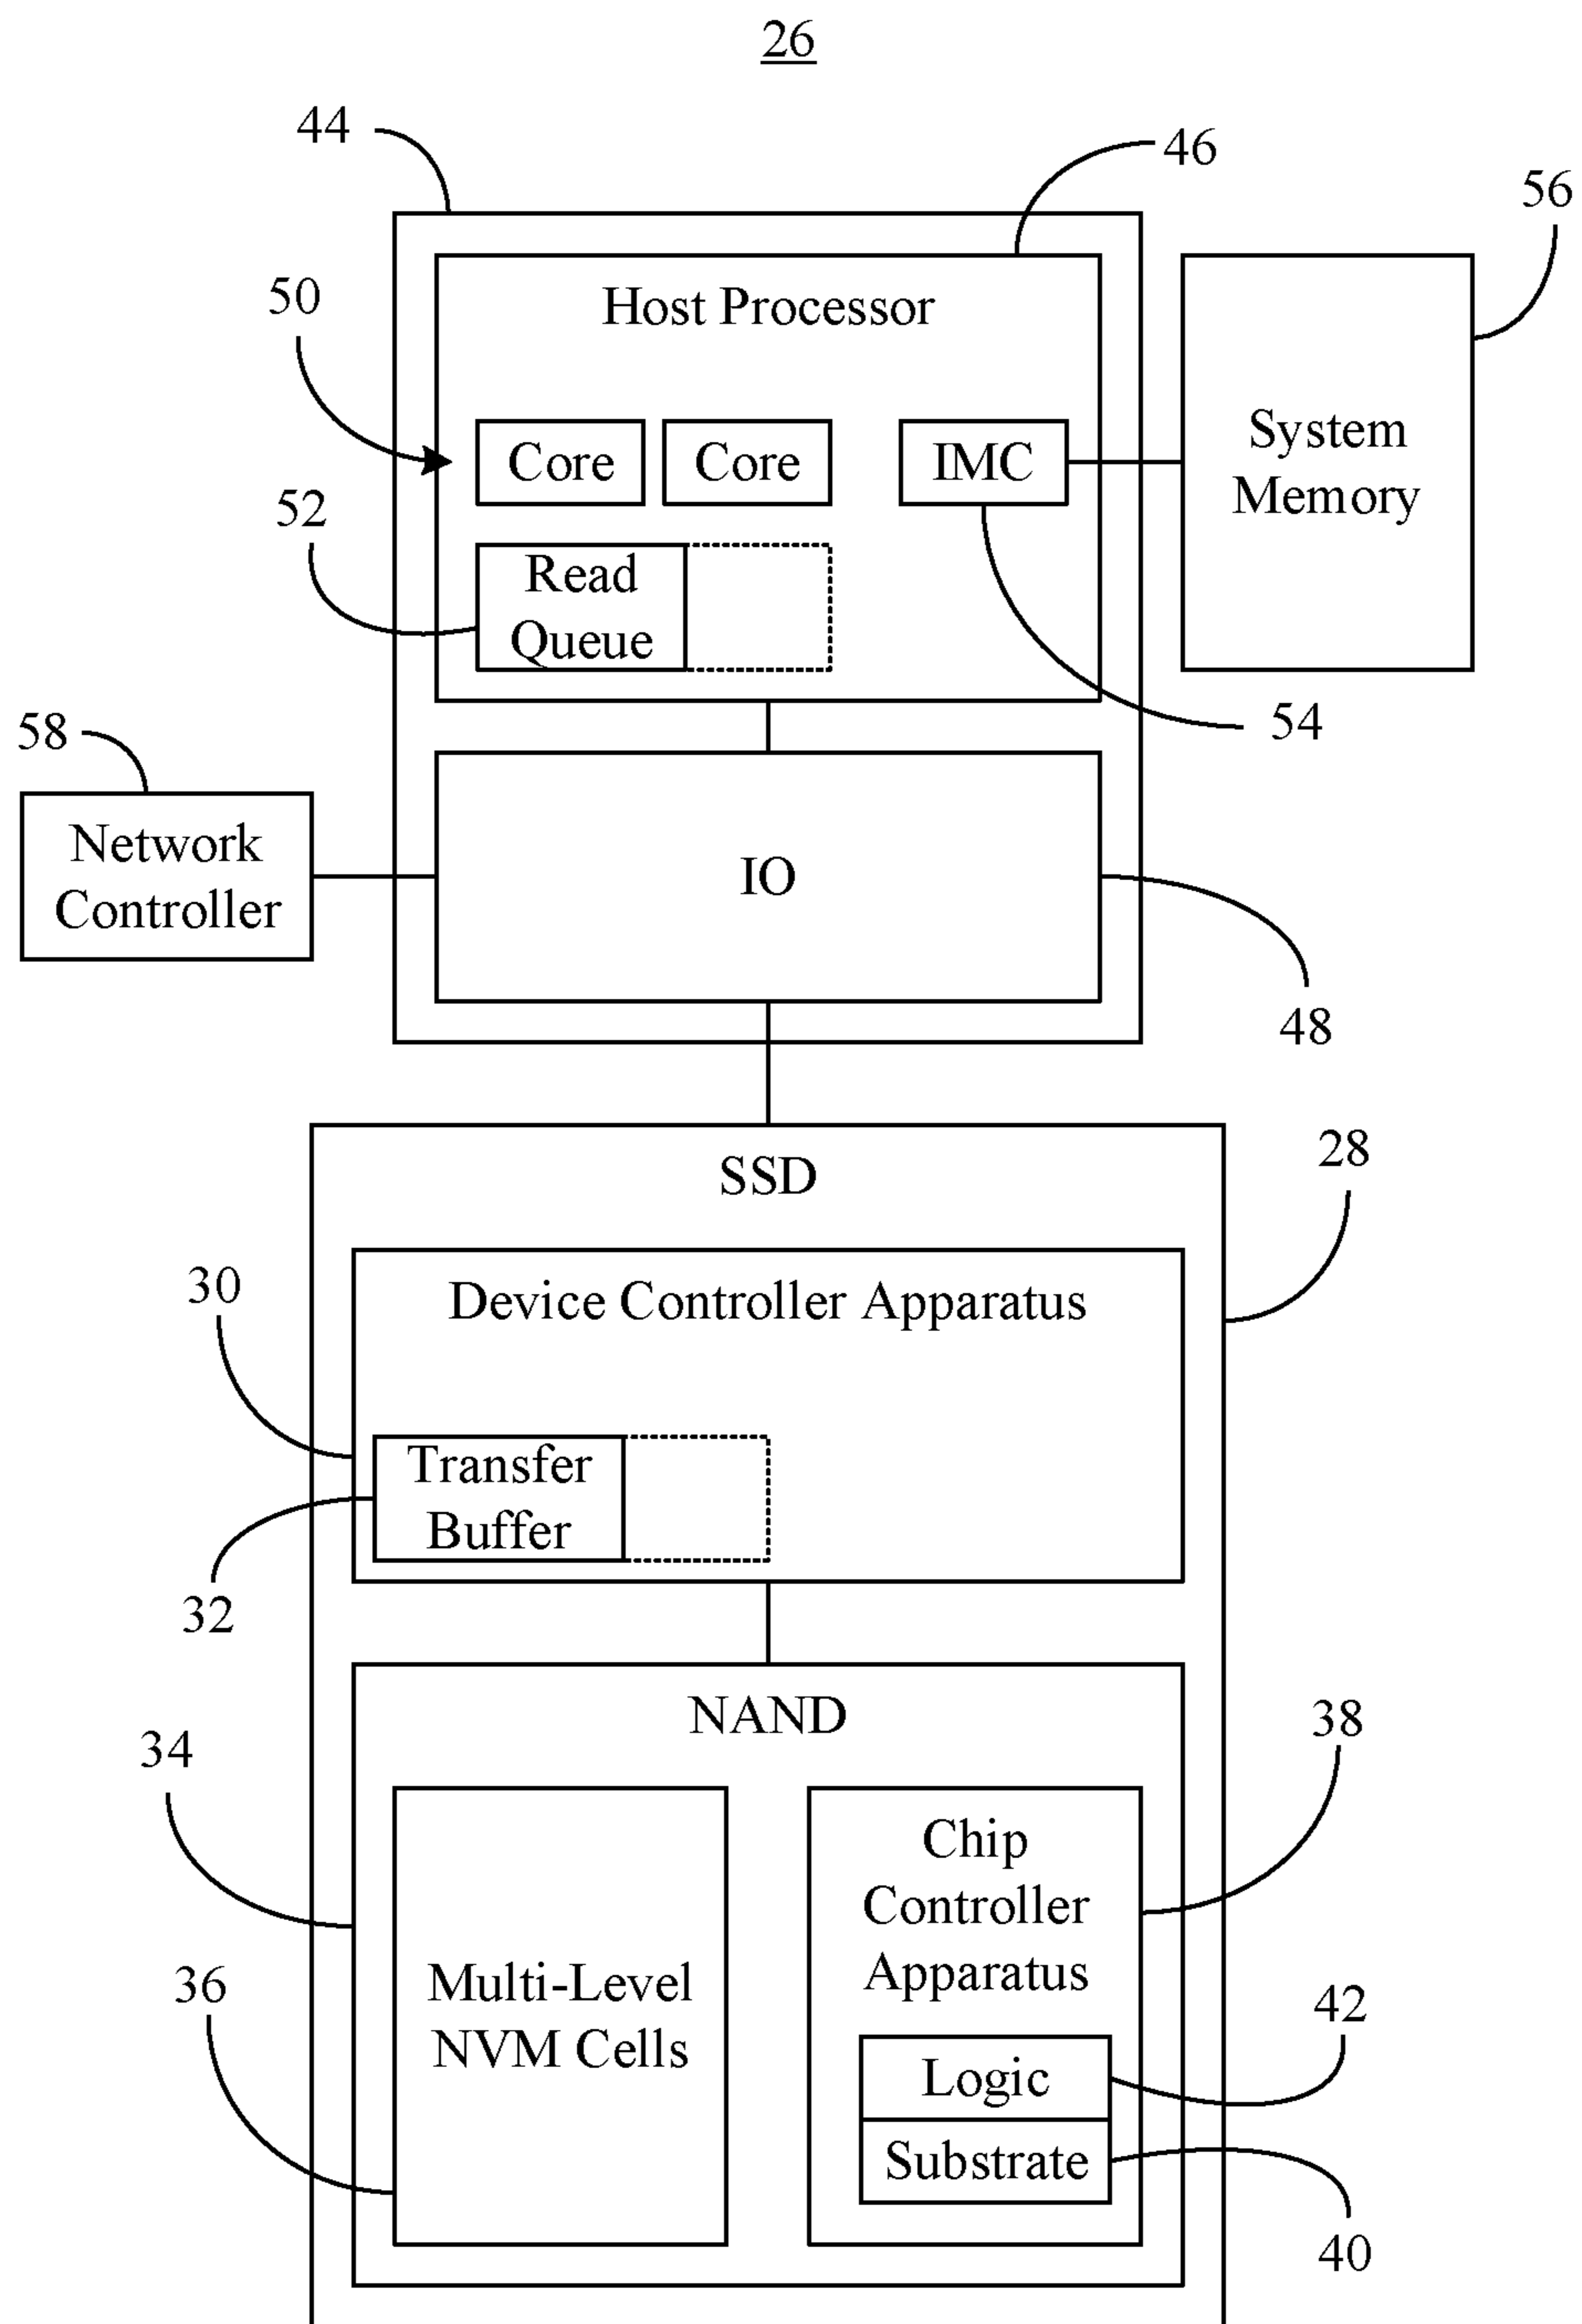 26
44
46
56
Host Processor
50
Core
Core
IMC
System
Memory
52
Read
Queue
54
58
Network
Controller
IO
48
28
SSD
30
Device Controller Apparatus
Transfer
Buffer
32
NAND
38
34
Chip
Controller
Apparatus
36
Multi-Level
NVM Cells
42
Logic
Substrate
40